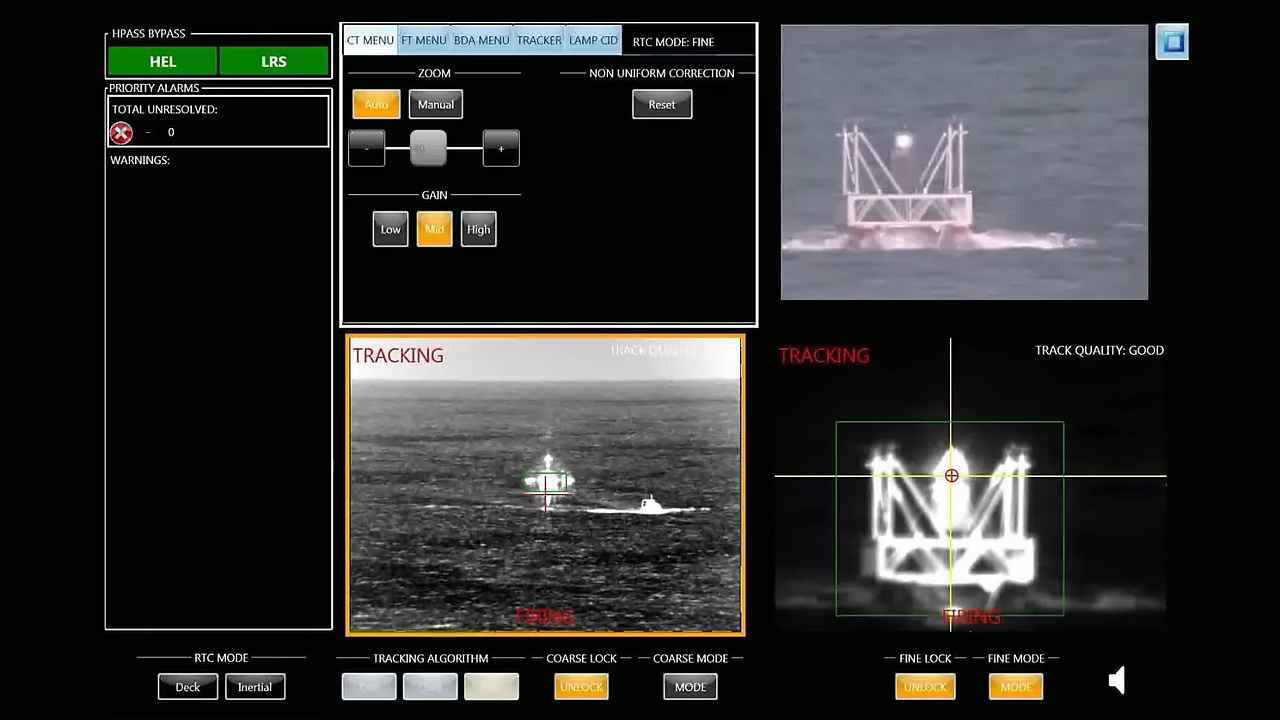 HPASS BYPASS
HEL
LRS
PRIORITY ALARMS
TOTAL UNRESOLVED:
- 0
WARNINGS:
CT MENU
FT MENU
BDA MENU
TRACKER
LAMP CID
RTC MODE: FINE
ZOOM
Auto
Manual
-
+
NON UNIFORM CORRECTION
Reset
GAIN
Low
Mid
High
TRACKING
TRACK
FIRING
TRACKING
TRACK QUALITY: GOOD
FIRING
RTC MODE
Deck
Inertial
TRACKING ALGORITHM
COARSE LOCK
UNLOCK
COARSE MODE
MODE
FINE LOCK
UNLOCK
FINE MODE
MODE